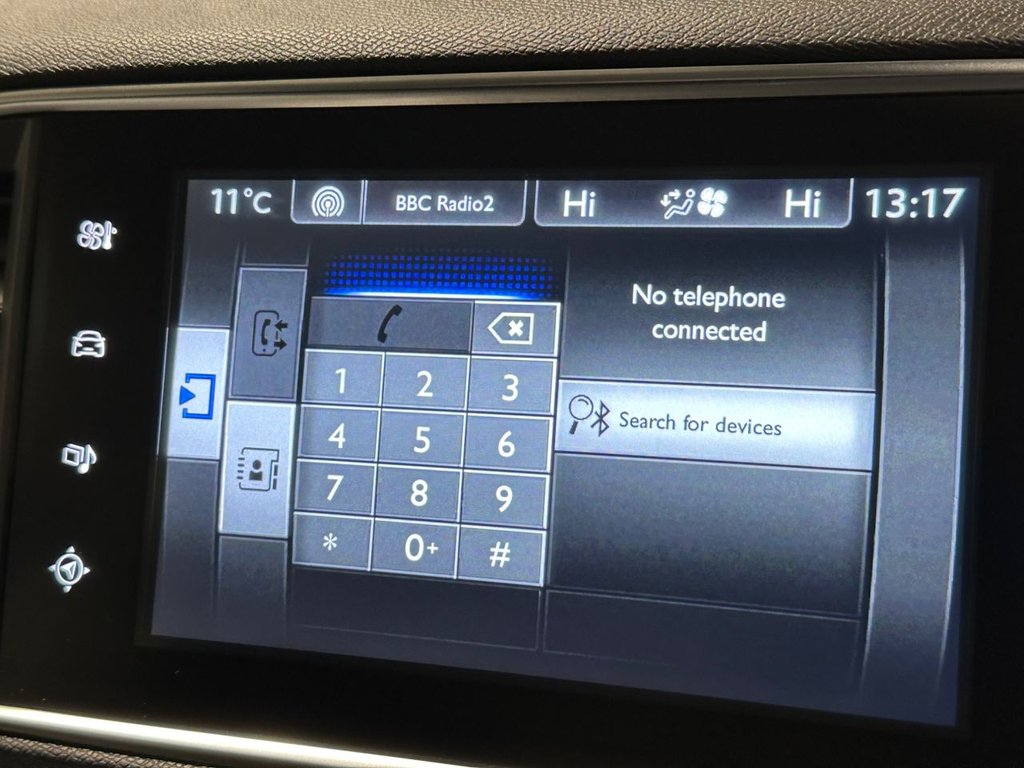 11°C BBC Radio2 Hi Hi 13:17
No telephone
connected
Search for devices
1 2 3
4 5 6
7 8 9
* 0+ #